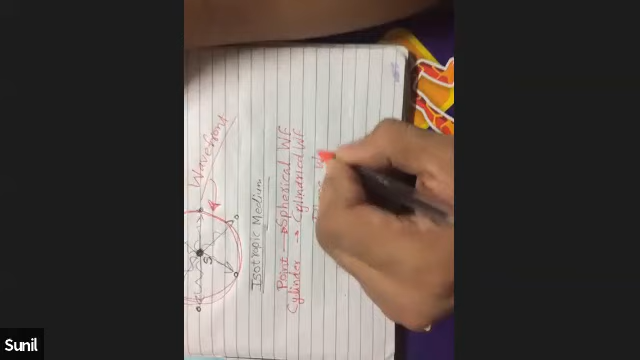 Wavefront
S
Isotropic Medium
Point → Spherical WF
Cylinder → Cylindrical WF
Sunil